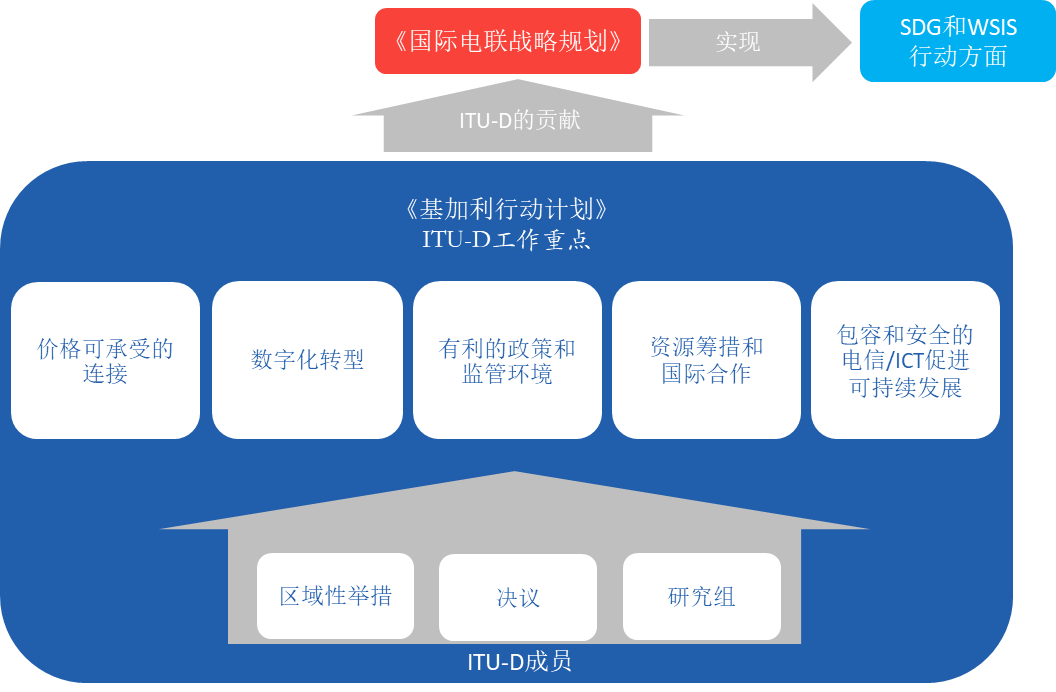 《国际电联战略规划》
实现
SDG和WSIS
行动方面
ITU-D的贡献
《基加利行动计划》
ITU-D工作重点
价格可承受的
连接
数字化转型
有利的政策和
监管环境
资源筹措和
国际合作
包容和安全的
电信/ICT促进
可持续发展
区域性举措
决议
研究组
ITU-D成员